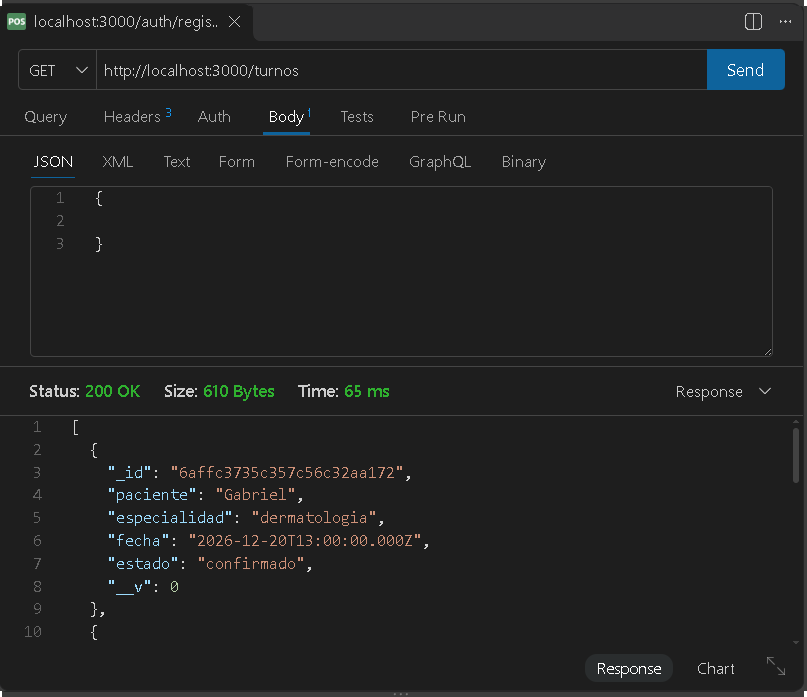 POS localhost:3000/auth/regis..
GET http://localhost:3000/turnos Send
Query Headers 3 Auth Body 1 Tests Pre Run
JSON XML Text Form Form-encode GraphQL Binary
1 {
2
3 }
Status: 200 OK Size: 610 Bytes Time: 65 ms Response
1 [
2 {
3 "_id": "6affc3735c357c56c32aa172",
4 "paciente": "Gabriel",
5 "especialidad": "dermatologia",
6 "fecha": "2026-12-20T13:00:00.000Z",
7 "estado": "confirmado",
8 "__v": 0
9 },
10 {
Response Chart